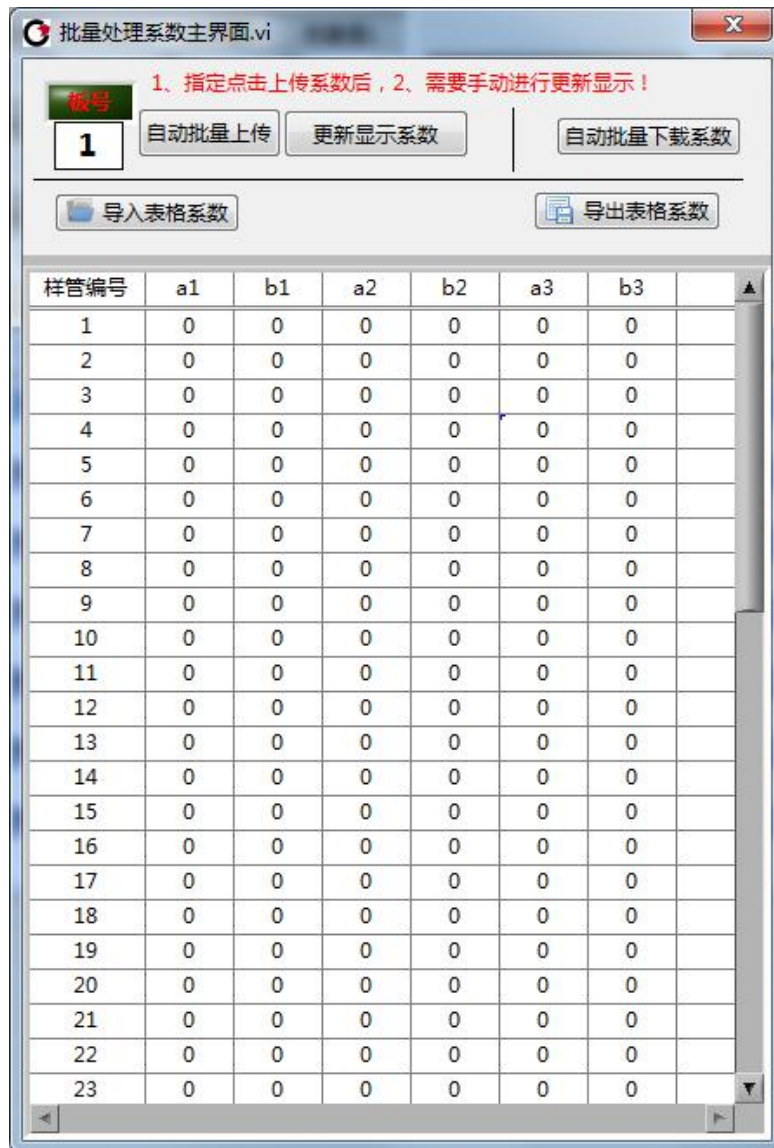 批量处理系数主界面.vi
1、指定点击上传系数后，2、需要手动进行更新显示！
板号
1 自动批量上传 更新显示系数 自动批量下载系数
导入表格系数 导出表格系数
样管编号 a1 b1 a2 b2 a3 b3
1 0 0 0 0 0 0
2 0 0 0 0 0 0
3 0 0 0 0 0 0
4 0 0 0 0 0 0
5 0 0 0 0 0 0
6 0 0 0 0 0 0
7 0 0 0 0 0 0
8 0 0 0 0 0 0
9 0 0 0 0 0 0
10 0 0 0 0 0 0
11 0 0 0 0 0 0
12 0 0 0 0 0 0
13 0 0 0 0 0 0
14 0 0 0 0 0 0
15 0 0 0 0 0 0
16 0 0 0 0 0 0
17 0 0 0 0 0 0
18 0 0 0 0 0 0
19 0 0 0 0 0 0
20 0 0 0 0 0 0
21 0 0 0 0 0 0
22 0 0 0 0 0 0
23 0 0 0 0 0 0